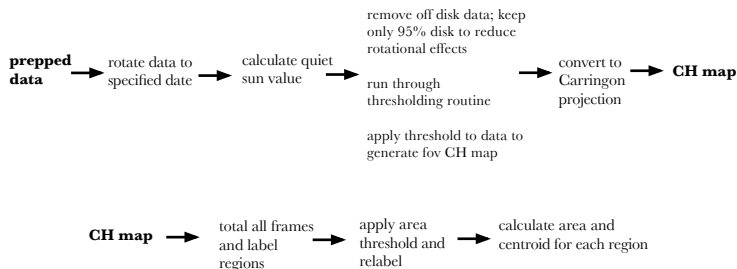 prepped
data
rotate data to
specified date
calculate quiet
sun value
remove off disk data; keep
only 95% disk to reduce
rotational effects
run through
thresholding routine
apply threshold to data to
generate fov CH map
convert to
Carringon
projection
CH map
CH map
total all frames
and label
regions
apply area
threshold and
relabel
calculate area and
centroid for each region